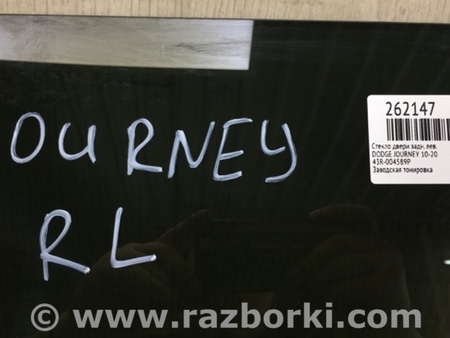 OURNEY
RL
262147
Стекло двери задн. лев.
DODGE JOURNEY 10-20
43R-004589P
Заводская тонировка
© www.razborki.com